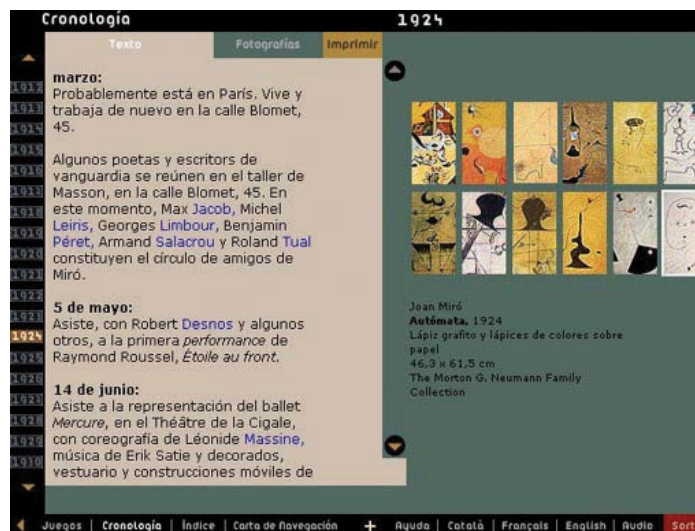 Cronología
1924
Texto
Fotografías
Imprimir
1912
1913
1914
1915
1916
1917
1918
1919
1920
1921
1922
1923
1924
1925
1926
1927
1928
1929
1930
marzo:
Probablemente está en París. Vive y
trabaja de nuevo en la calle Blomet,
45.
Algunos poetas y escritores de
vanguardia se reúnen en el taller de
Masson, en la calle Blomet, 45. En
este momento, Max Jacob, Michel
Leiris, Georges Limbour, Benjamin
Péret, Armand Salacrou y Roland Tual
constituyen el círculo de amigos de
Miró.
5 de mayo:
Asiste, con Robert Desnos y algunos
otros, a la primera performance de
Raymond Roussel, Étoile au front.
14 de junio:
Asiste a la representación del ballet
Mercure, en el Théâtre de la Cigale,
con coreografía de Léonide Massine,
música de Erik Satie y decorados,
vestuario y construcciones móviles de
Joan Miró
Autómata, 1924
Lápiz grafito y lápices de colores sobre
papel
46,3 x 61,5 cm
The Morton G. Neumann Family
Collection
Juegos | Cronología | Índice | Carta de Navegación + Ayuda | Català | Français | English | Audio Sort